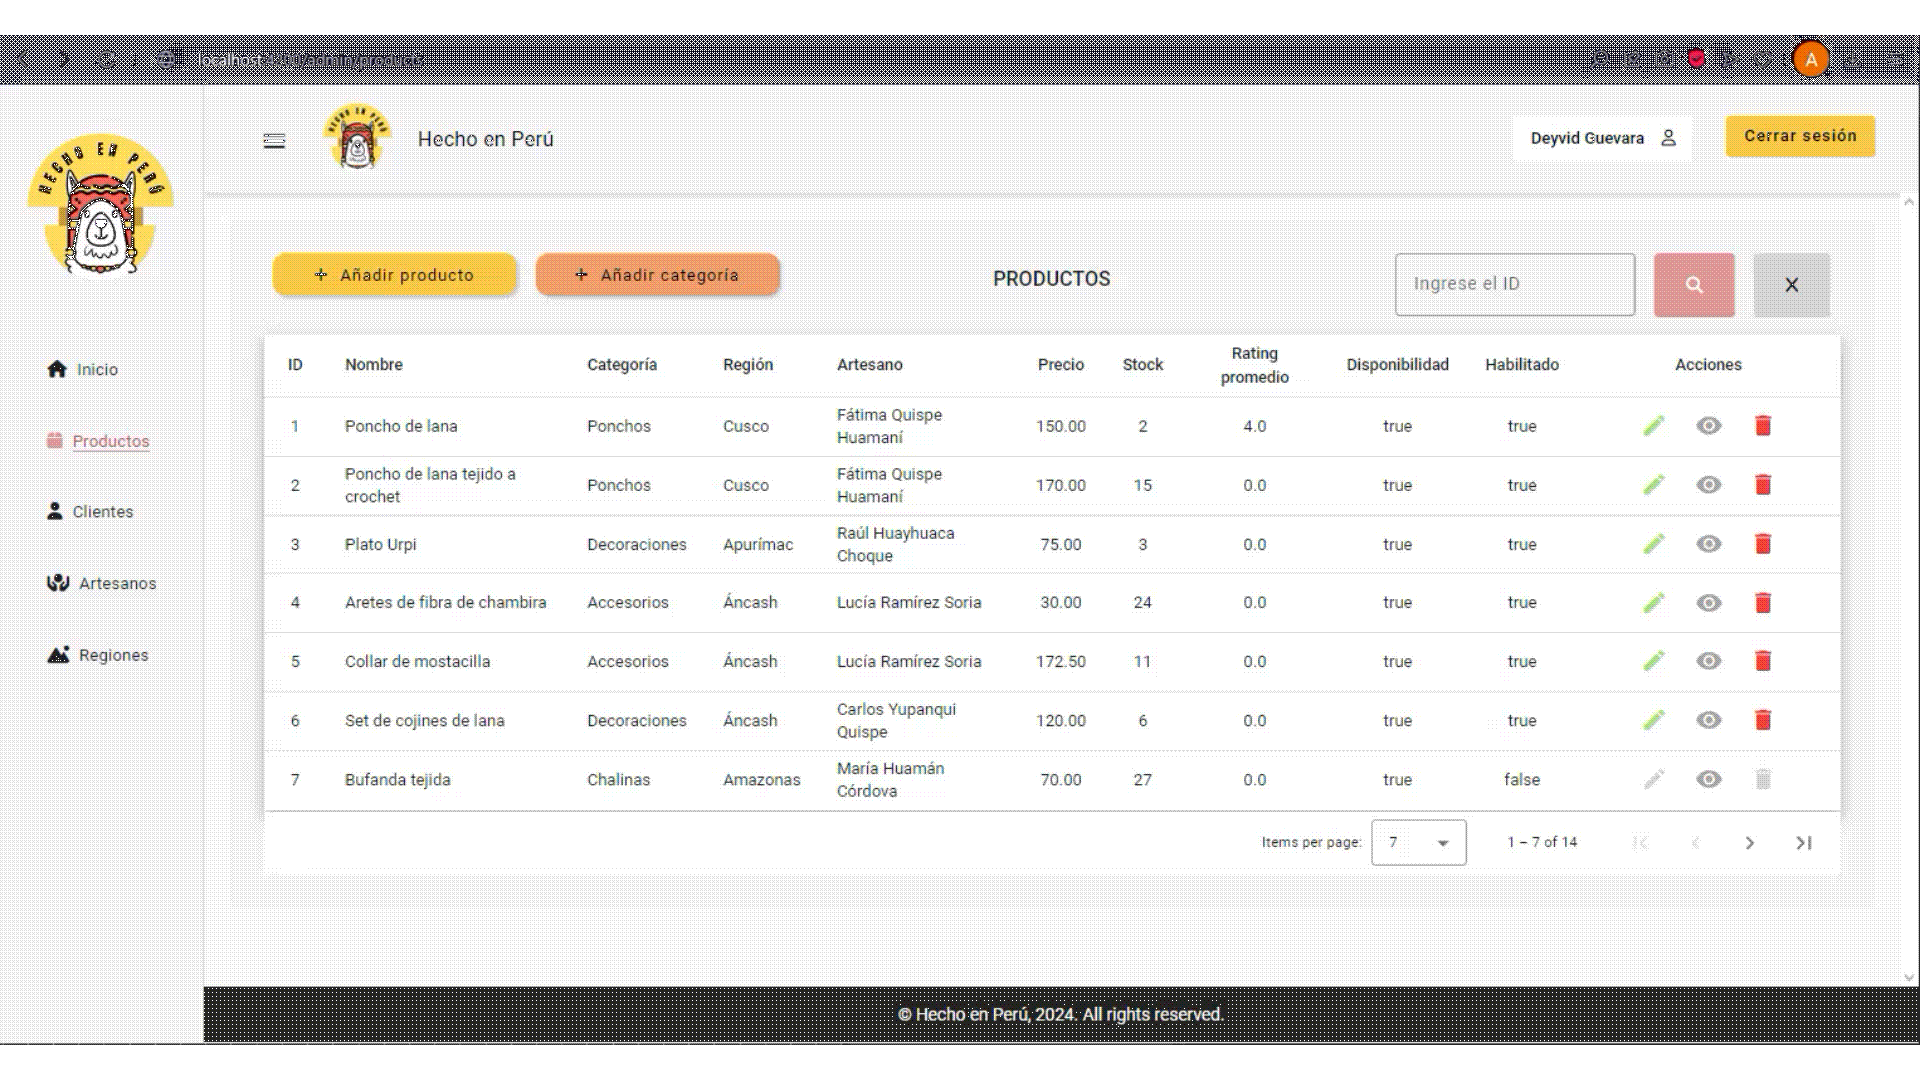 HECHO EN PERÚ
Hecho en Perú
Deyvid Guevara
Cerrar sesión
HECHO EN PERÚ
Inicio
Productos
Clientes
Artesanos
Regiones
+ Añadir producto
+ Añadir categoría
PRODUCTOS
Ingrese el ID
X
ID Nombre Categoría Región Artesano Precio Stock Rating promedio Disponibilidad Habilitado Acciones
1 Poncho de lana Ponchos Cusco Fátima Quispe Huamaní 150.00 2 4.0 true true
2 Poncho de lana tejido a crochet Ponchos Cusco Fátima Quispe Huamaní 170.00 15 0.0 true true
3 Plato Urpi Decoraciones Apurímac Raúl Huayhuaca Choque 75.00 3 0.0 true true
4 Aretes de fibra de chambira Accesorios Áncash Lucía Ramírez Soria 30.00 24 0.0 true true
5 Collar de mostacilla Accesorios Áncash Lucía Ramírez Soria 172.50 11 0.0 true true
6 Set de cojines de lana Decoraciones Áncash Carlos Yupanqui Quispe 120.00 6 0.0 true true
7 Bufanda tejida Chalinas Amazonas María Huamán Córdova 70.00 27 0.0 true false
Items per page: 7 1 – 7 of 14
© Hecho en Perú, 2024. All rights reserved.
A